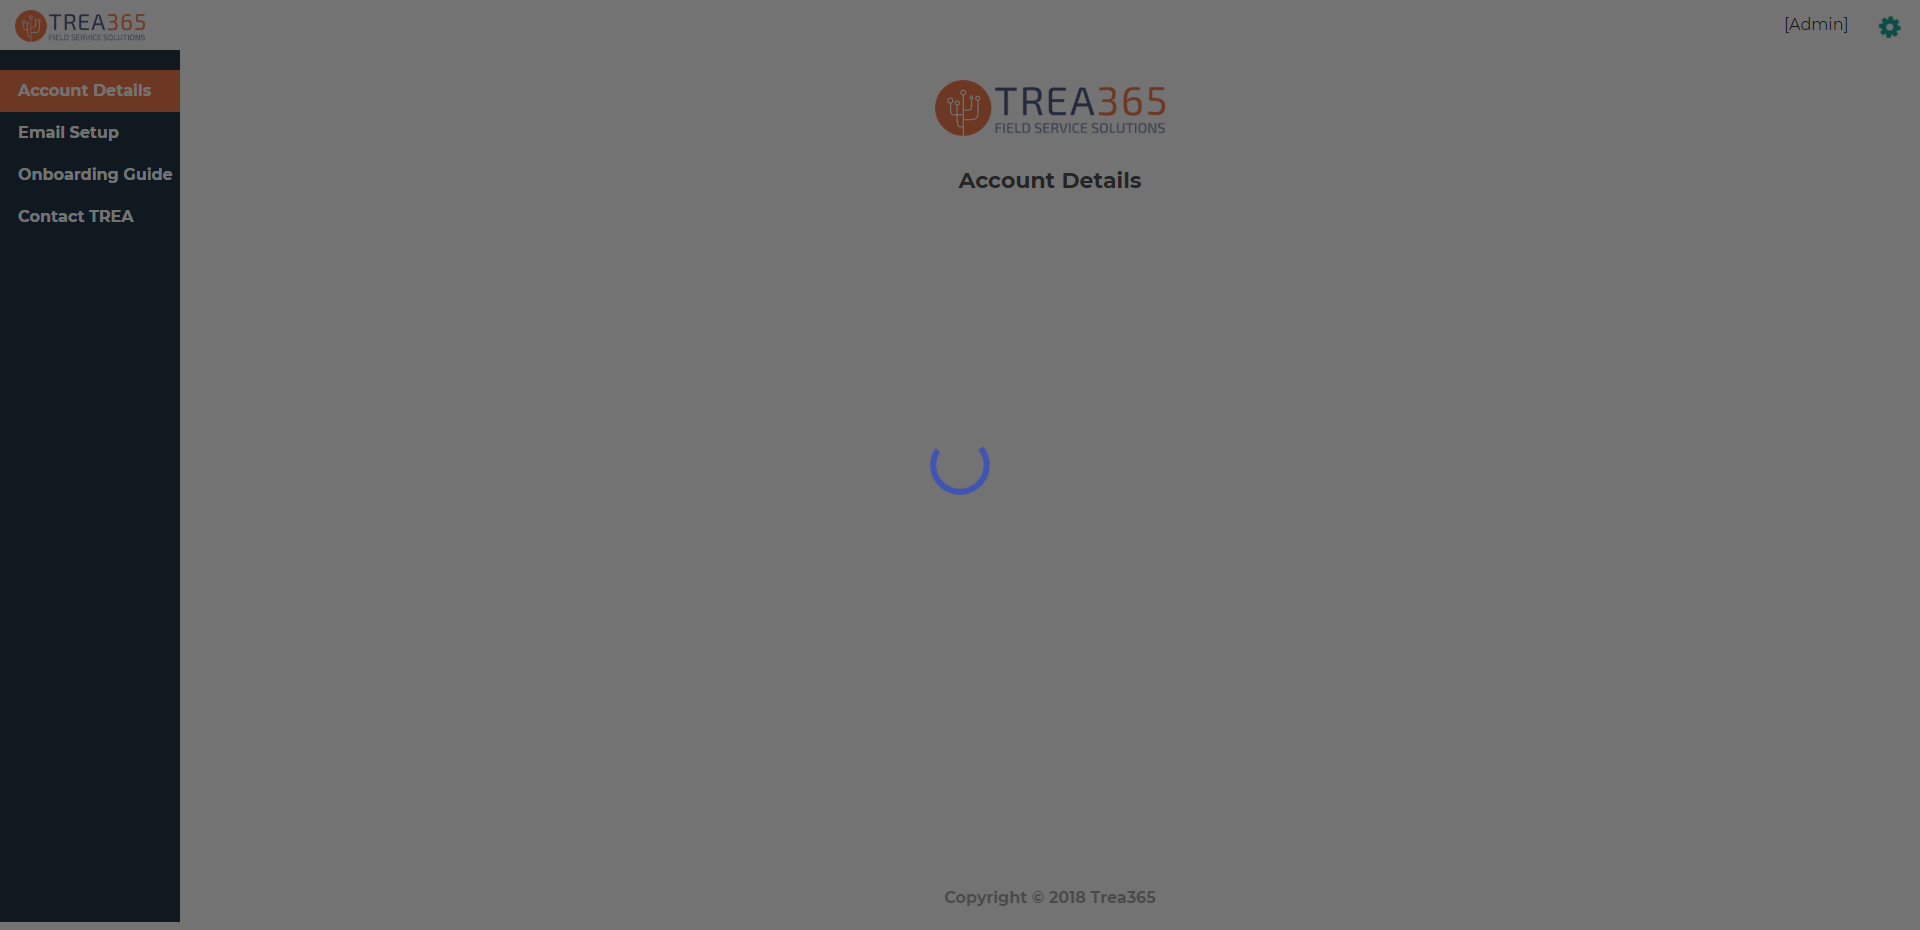 TREA365
FIELD SERVICE SOLUTIONS
[Admin]
Account Details
Email Setup
Onboarding Guide
Contact TREA
TREA365
FIELD SERVICE SOLUTIONS
Account Details
Copyright © 2018 Trea365